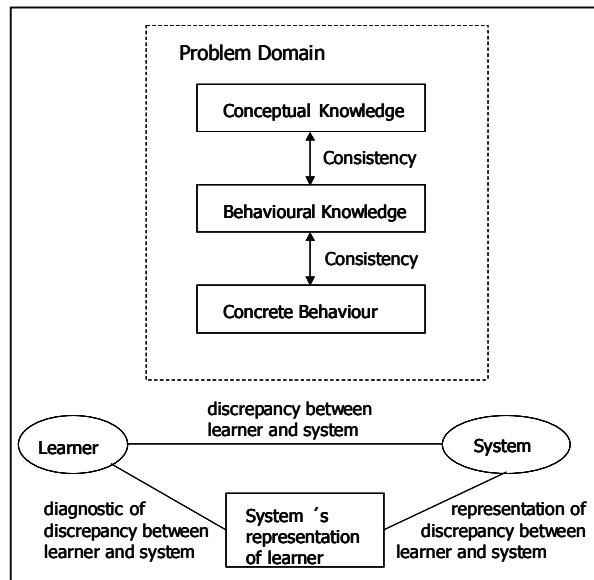 Problem Domain
Conceptual Knowledge
Consistency
Behavioural Knowledge
Consistency
Concrete Behaviour
discrepancy between
learner and system
Learner
System
diagnostic of
discrepancy between
learner and system
System ´s
representation
of learner
representation of
discrepancy between
learner and system